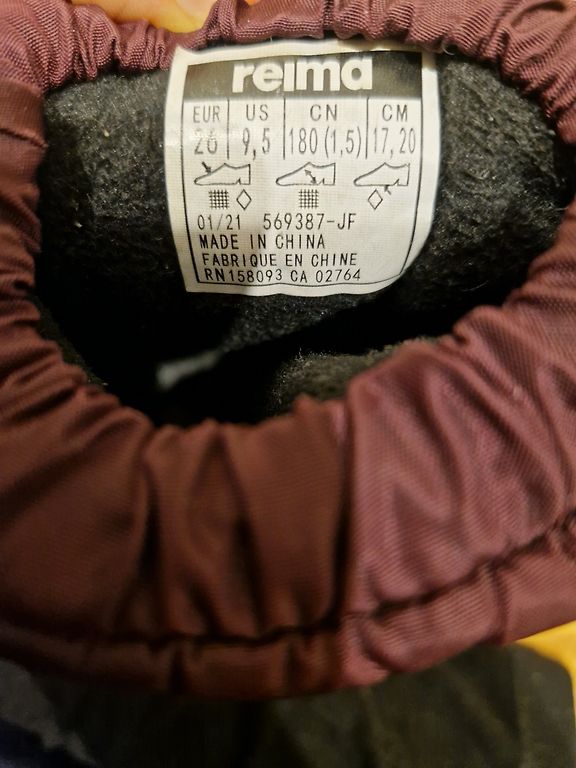 reima
EUR US CN CM
26 9,5 180(1,5) 17,20
01/21 569387-JF
MADE IN CHINA
FABRIQUE EN CHINE
RN158093 CA 02764